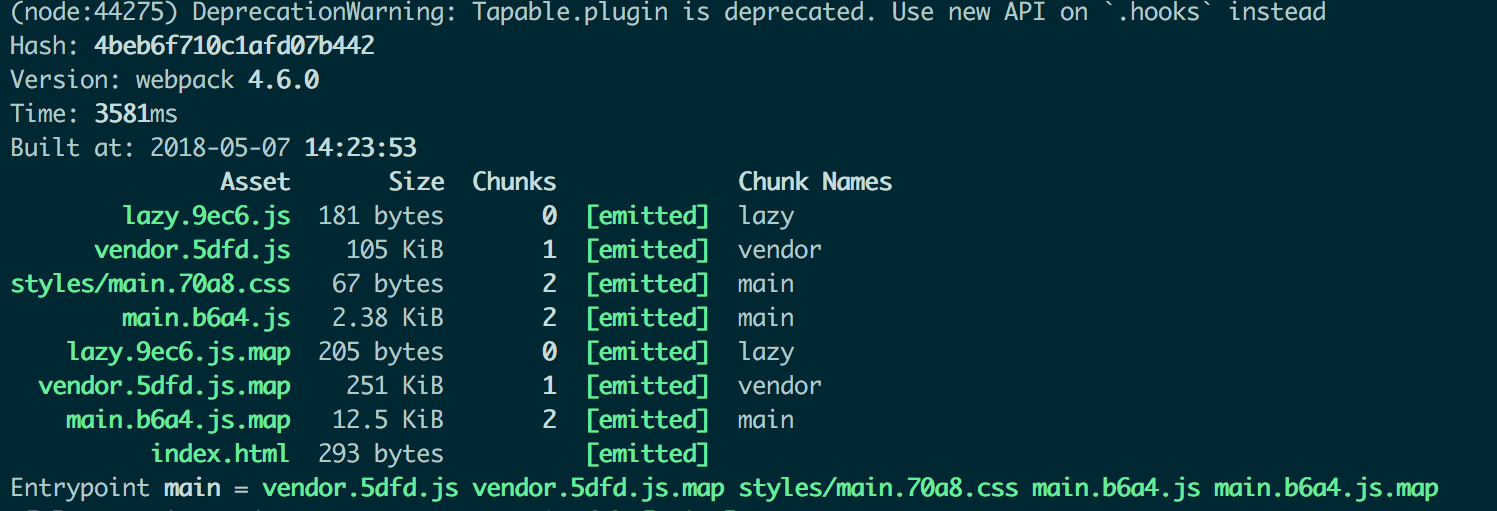 (node:44275) DeprecationWarning: Tapable.plugin is deprecated. Use new API on `.hooks` instead
Hash: 4beb6f710c1afd07b442
Version: webpack 4.6.0
Time: 3581ms
Built at: 2018-05-07 14:23:53
Asset Size Chunks Chunk Names
lazy.9ec6.js 181 bytes 0 [emitted] lazy
vendor.5dfd.js 105 KiB 1 [emitted] vendor
styles/main.70a8.css 67 bytes 2 [emitted] main
main.b6a4.js 2.38 KiB 2 [emitted] main
lazy.9ec6.js.map 205 bytes 0 [emitted] lazy
vendor.5dfd.js.map 251 KiB 1 [emitted] vendor
main.b6a4.js.map 12.5 KiB 2 [emitted] main
index.html 293 bytes [emitted]
Entrypoint main = vendor.5dfd.js vendor.5dfd.js.map styles/main.70a8.css main.b6a4.js main.b6a4.js.map